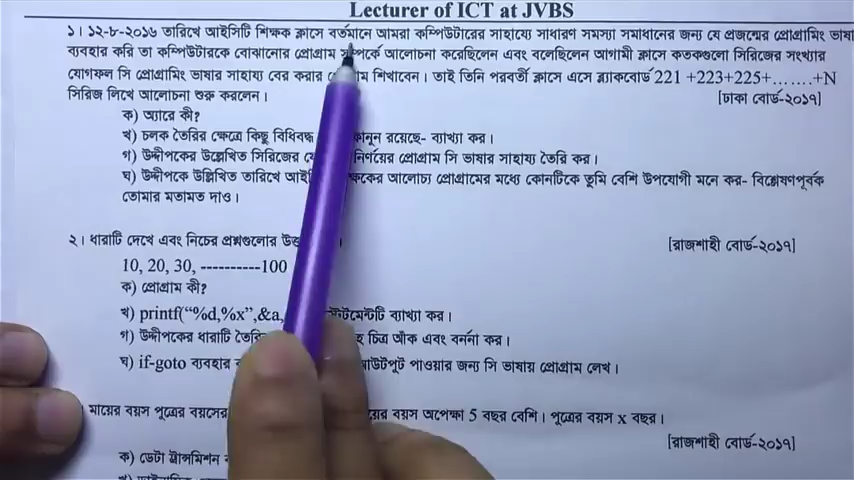 Lecturer of ICT at JVBS
১। ১২-৮-২০১৬ তারিখে আইসিটি শিক্ষক ক্লাসে বর্তমানে আমরা কম্পিউটারের সাহায্যে সাধারণ সমস্যা সমাধানের জন্য যে প্রজন্মের প্রোগ্রামিং ভাষা
ব্যবহার করি তা কম্পিউটারকে বোঝানোর প্রোগ্রাম সম্পর্কে আলোচনা করেছিলেন এবং বলেছিলেন আগামী ক্লাসে কতকগুলো সিরিজের সংখ্যার
যোগফল সি প্রোগ্রামিং ভাষার সাহায্য বের করার শিখাবেন। তাই তিনি পরবর্তী ক্লাসে এসে ব্ল্যাকবোর্ড 221 +223+225+.......+N
সিরিজ লিখে আলোচনা শুরু করলেন। [ঢাকা বোর্ড-২০১৭]
ক) অ্যারে কী?
খ) চলক তৈরির ক্ষেত্রে কিছু বিধিবদ্ধ কানুন রয়েছে- ব্যাখ্যা কর।
গ) উদ্দীপকের উল্লেখিত সিরিজের নির্ণয়ের প্রোগ্রাম সি ভাষার সাহায্য তৈরি কর।
ঘ) উদ্দীপকে উল্লিখিত তারিখে আইসি ক্ষকের আলোচ্য প্রোগ্রামের মধ্যে কোনটিকে তুমি বেশি উপযোগী মনে কর- বিশ্লেষণপূর্বক
তোমার মতামত দাও।
২। ধারাটি দেখে এবং নিচের প্রশ্নগুলোর উত্ত [রাজশাহী বোর্ড-২০১৭]
10, 20, 30, ----------100
ক) প্রোগ্রাম কী?
খ) printf("%d,%x",&a, স্টেটমেন্টটি ব্যাখ্যা কর।
গ) উদ্দীপকের ধারাটি তৈরি চিত্র আঁক এবং বর্ননা কর।
ঘ) if-goto ব্যবহার আউটপুট পাওয়ার জন্য সি ভাষায় প্রোগ্রাম লেখ।
মায়ের বয়স পুত্রের বয়সের য়ের বয়স অপেক্ষা 5 বছর বেশি। পুত্রের বয়স x বছর।
[রাজশাহী বোর্ড-২০১৭]
ক) ডেটা ট্রান্সমিশন